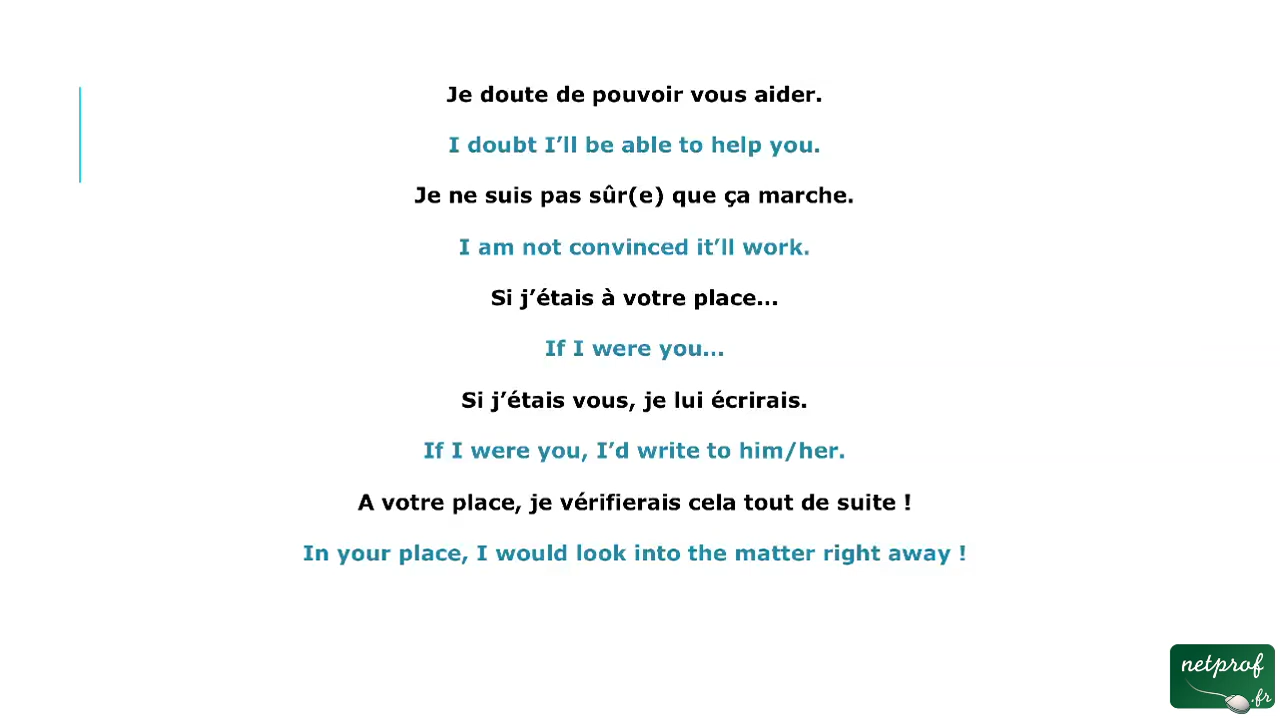 Je doute de pouvoir vous aider.
I doubt I’ll be able to help you.
Je ne suis pas sûr(e) que ça marche.
I am not convinced it’ll work.
Si j’étais à votre place…
If I were you…
Si j’étais vous, je lui écrirais.
If I were you, I’d write to him/her.
A votre place, je vérifierais cela tout de suite !
In your place, I would look into the matter right away !
netprof
.fr